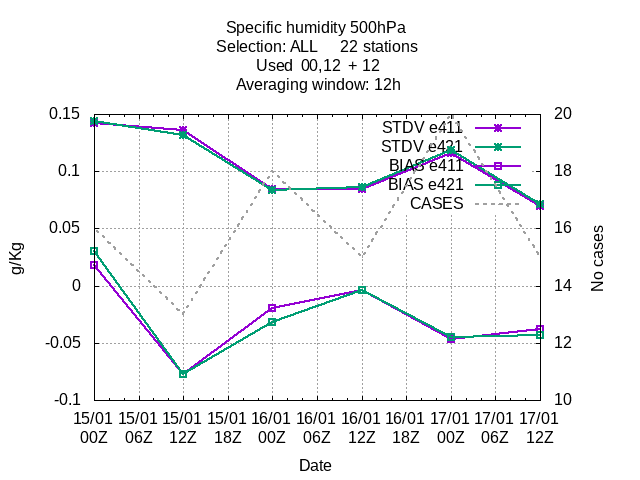 Specific humidity 500hPa
Selection: ALL 22 stations
Used 00,12 + 12
Averaging window: 12h
STDV e411
STDV e421
BIAS e411
BIAS e421
CASES
0.15
0.1
0.05
0
-0.05
-0.1
g/Kg
20
18
16
14
12
10
No cases
15/01 15/01 15/01 15/01 16/01 16/01 16/01 16/01 17/01 17/01 17/01
00Z 06Z 12Z 18Z 00Z 06Z 12Z 18Z 00Z 06Z 12Z
Date